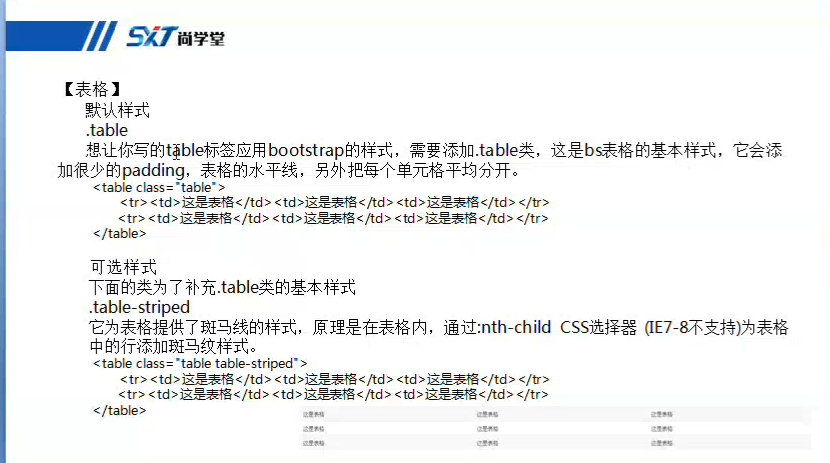 SXT 尚学堂
【表格】
默认样式
.table
想让你写的table标签应用bootstrap的样式，需要添加.table类，这是bs表格的基本样式，它会添
加很少的padding，表格的水平线，另外把每个单元格平均分开。
<table class="table">
<tr><td>这是表格</td><td>这是表格</td><td>这是表格</td></tr>
<tr><td>这是表格</td><td>这是表格</td><td>这是表格</td></tr>
</table>
可选样式
下面的类为了补充.table类的基本样式
.table-striped
它为表格提供了斑马线的样式，原理是在表格内，通过:nth-child CSS选择器 (IE7-8不支持)为表格
中的行添加斑马纹样式。
<table class="table table-striped">
<tr><td>这是表格</td><td>这是表格</td><td>这是表格</td></tr>
<tr><td>这是表格</td><td>这是表格</td><td>这是表格</td></tr>
</table>
这是表格 这是表格 这是表格
这是表格 这是表格 这是表格
这是表格 这是表格 这是表格